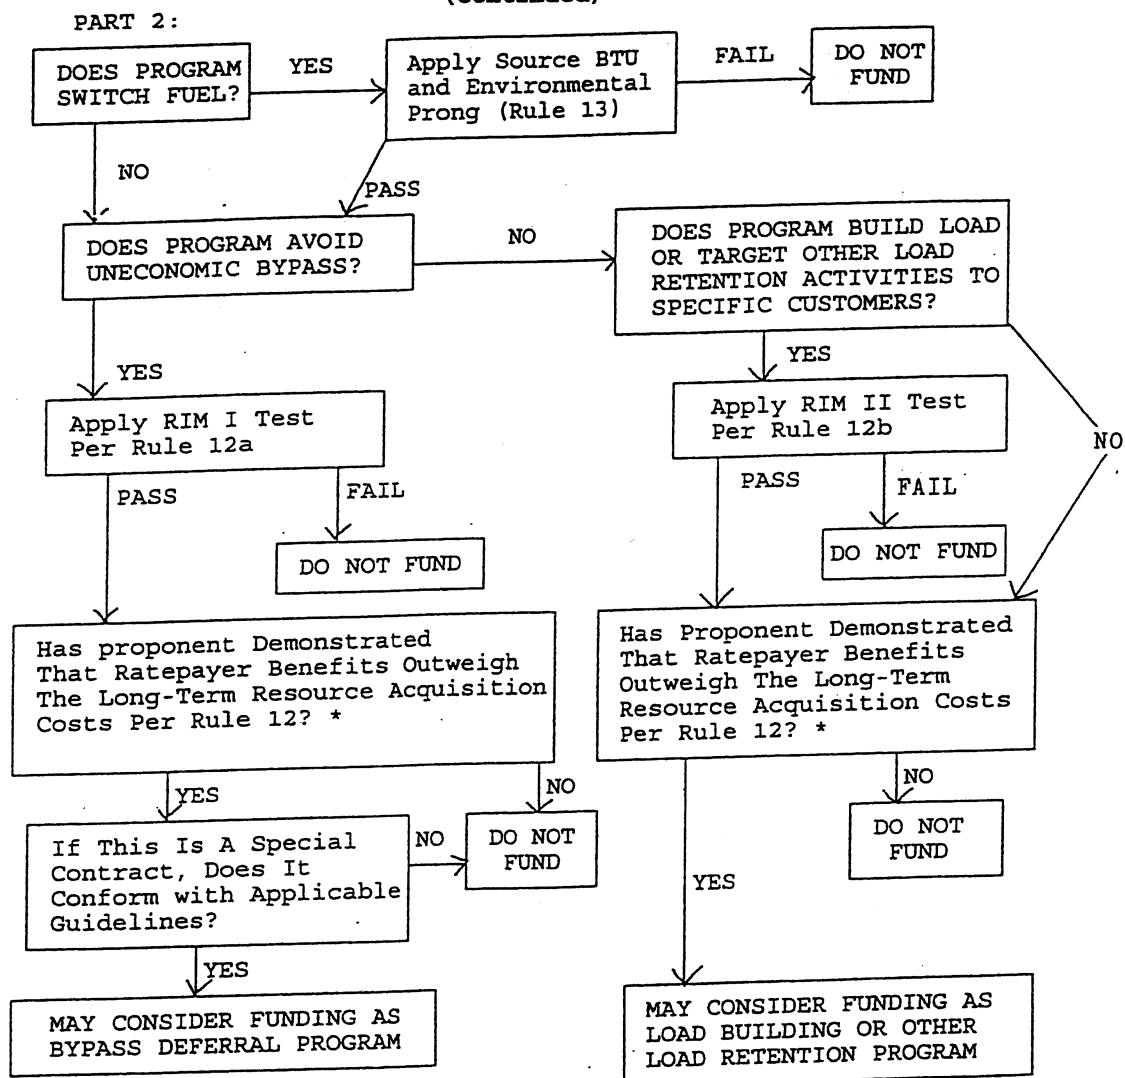 (Continued)
PART 2:
DOES PROGRAM
SWITCH FUEL?
YES
Apply Source BTU
and Environmental
Prong (Rule 13)
FAIL
DO NOT
FUND
NO
PASS
DOES PROGRAM AVOID
UNECONOMIC BYPASS?
NO
DOES PROGRAM BUILD LOAD
OR TARGET OTHER LOAD
RETENTION ACTIVITIES TO
SPECIFIC CUSTOMERS?
YES
YES
Apply RIM I Test
Per Rule 12a
Apply RIM II Test
Per Rule 12b
NO
PASS
FAIL
PASS
FAIL
DO NOT FUND
DO NOT FUND
Has proponent Demonstrated
That Ratepayer Benefits Outweigh
The Long-Term Resource Acquisition
Costs Per Rule 12? *
Has Proponent Demonstrated
That Ratepayer Benefits
Outweigh The Long-Term
Resource Acquisition Costs
Per Rule 12? *
YES
NO
NO
If This Is A Special
Contract, Does It
Conform with Applicable
Guidelines?
NO
DO NOT
FUND
DO NOT
FUND
YES
YES
MAY CONSIDER FUNDING AS
BYPASS DEFERRAL PROGRAM
MAY CONSIDER FUNDING AS
LOAD BUILDING OR OTHER
LOAD RETENTION PROGRAM